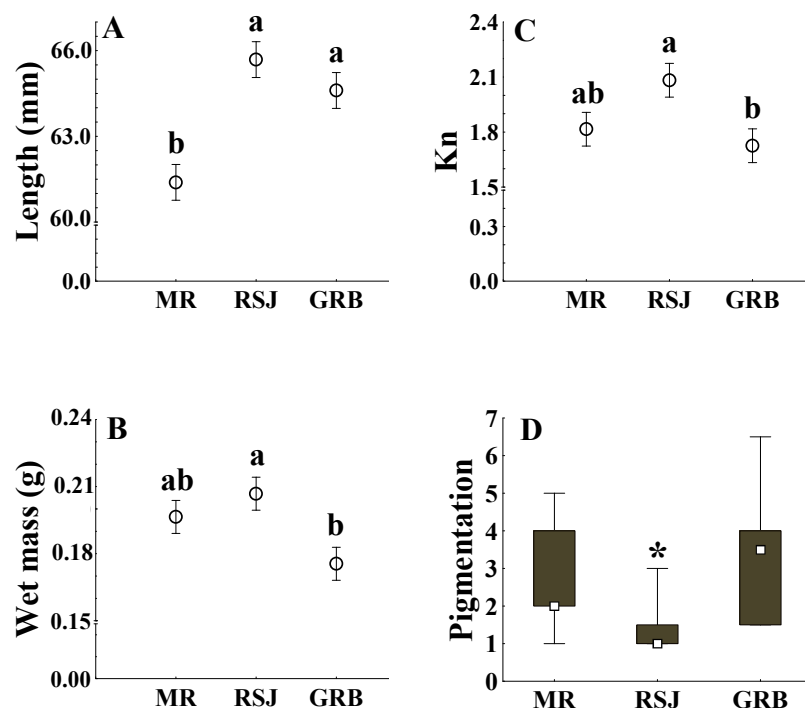 A
a
a
b
66.0
63.0
60.0
0.0
Length (mm)
MR RSJ GRB
C
a
ab
b
2.4
2.1
1.8
1.5
0.3
0.0
Kn
MR RSJ GRB
B
a
ab
b
0.24
0.21
0.18
0.15
0.00
Wet mass (g)
MR RSJ GRB
D
*
7
6
5
4
3
2
1
0
Pigmentation
MR RSJ GRB